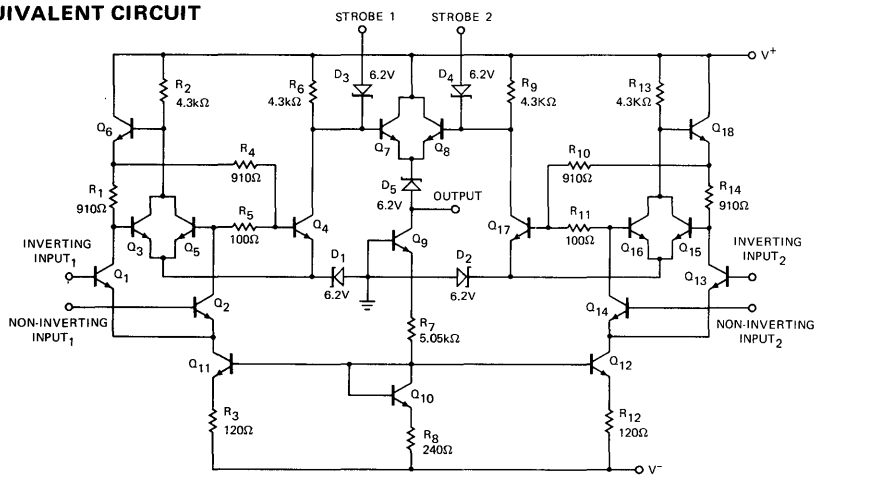 UIVALENT CIRCUIT
STROBE 1
STROBE 2
V+
R2
4.3kΩ
R6
4.3kΩ
D3
6.2V
D4
6.2V
R9
4.3KΩ
R13
4.3KΩ
Q6
Q7
Q8
Q18
R4
910Ω
R10
910Ω
R1
910Ω
D5
6.2V
OUTPUT
R14
910Ω
Q3
Q5
R5
100Ω
Q4
Q9
Q17
R11
100Ω
Q16
Q15
INVERTING
INPUT1
Q1
D1
6.2V
D2
6.2V
Q13
INVERTING
INPUT2
Q2
Q14
NON-INVERTING
INPUT1
NON-INVERTING
INPUT2
R7
5.05kΩ
Q11
Q12
Q10
R3
120Ω
R8
240Ω
R12
120Ω
V−